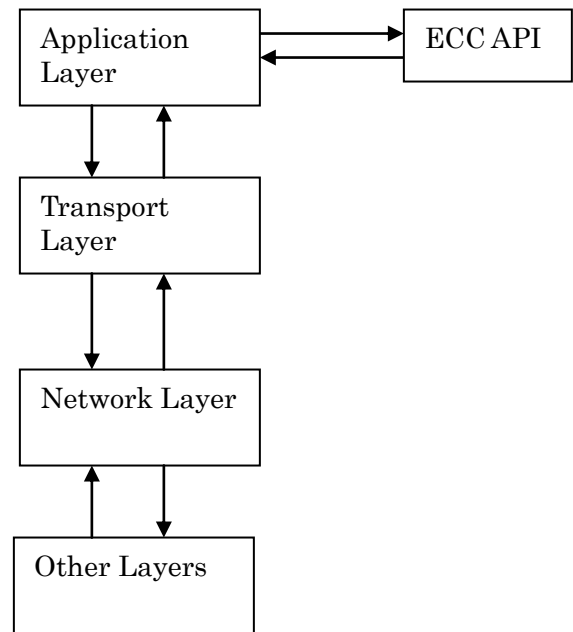 Application
Layer
ECC API
Transport
Layer
Network Layer
Other Layers